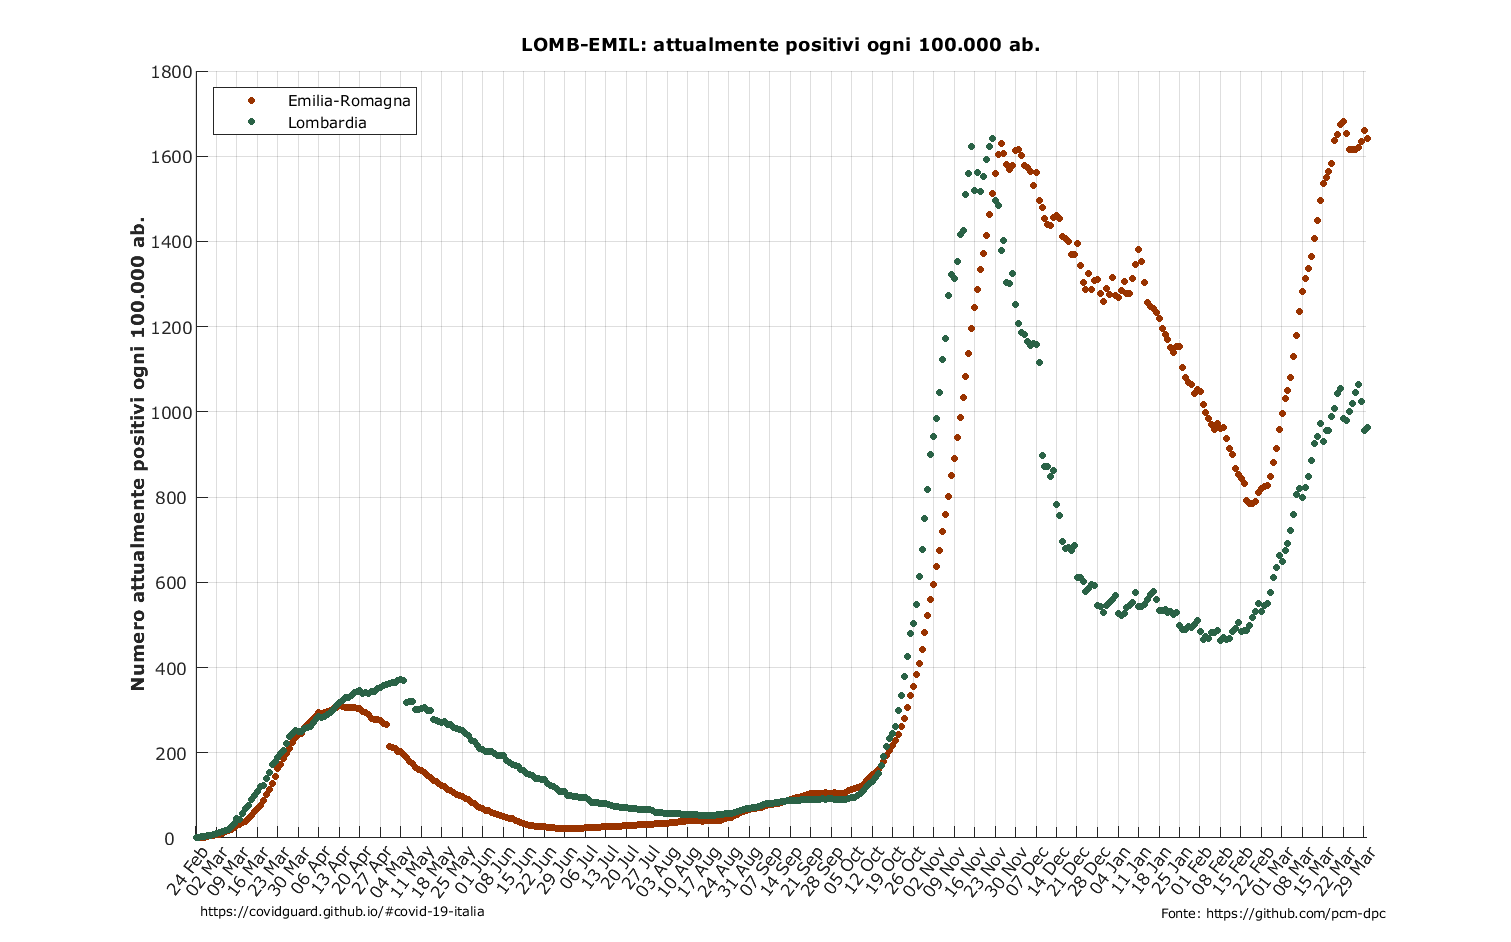 LOMB-EMIL: attualmente positivi ogni 100.000 ab.
Numero attualmente positivi ogni 100.000 ab.
1800
1600
1400
1200
1000
800
600
400
200
0
Emilia-Romagna
Lombardia
24 Feb
02 Mar
09 Mar
16 Mar
23 Mar
30 Mar
06 Apr
13 Apr
20 Apr
27 Apr
04 May
11 May
18 May
25 May
01 Jun
08 Jun
15 Jun
22 Jun
29 Jun
06 Jul
13 Jul
20 Jul
27 Jul
03 Aug
10 Aug
17 Aug
24 Aug
31 Aug
07 Sep
14 Sep
21 Sep
28 Sep
05 Oct
12 Oct
19 Oct
26 Oct
02 Nov
09 Nov
16 Nov
23 Nov
30 Nov
07 Dec
14 Dec
21 Dec
28 Dec
04 Jan
11 Jan
18 Jan
25 Jan
01 Feb
08 Feb
15 Feb
22 Feb
01 Mar
08 Mar
15 Mar
22 Mar
29 Mar
https://covidguard.github.io/#covid-19-italia
Fonte: https://github.com/pcm-dpc